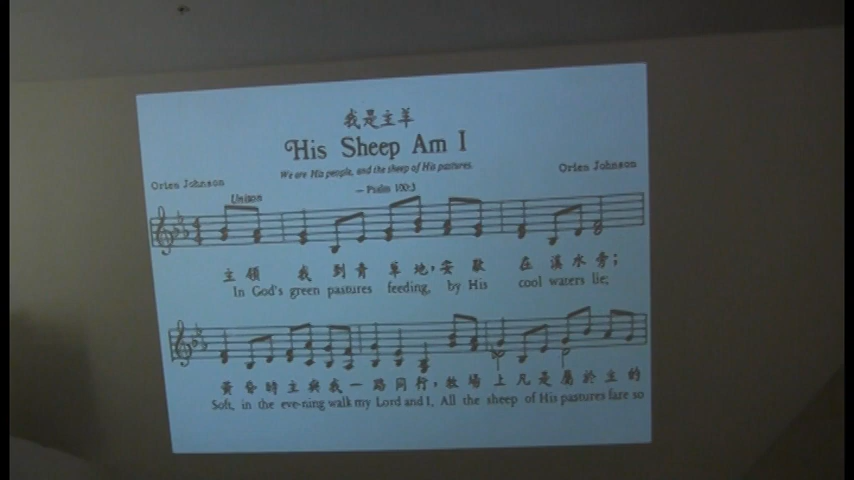 我是主羊
His Sheep Am I
We are His people, and the sheep of His pastures.
— Psalm 100:3
Orien Johnson
Orien Johnson
Unison
主領 我到青草地,安歇 在溪水旁;
In God's green pastures feeding, by His cool waters lie;
黃昏時主與我一路同行,牧場上凡是屬於主的
Soft, in the eve-ning walk my Lord and I, All the sheep of His pastures fare so